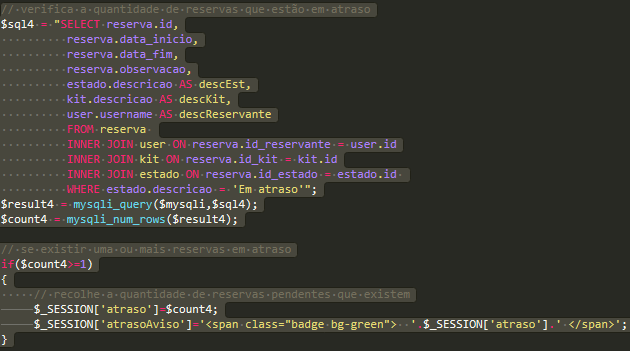 // verifica a quantidade de reservas que estão em atraso
$sql4 = "SELECT reserva.id,
reserva.data_inicio,
reserva.data_fim,
reserva.observacao,
estado.descricao AS descEst,
kit.descricao AS descKit,
user.username AS descReservante
FROM reserva
INNER JOIN user ON reserva.id_reservante = user.id
INNER JOIN kit ON reserva.id_kit = kit.id
INNER JOIN estado ON reserva.id_estado = estado.id
WHERE estado.descricao = 'Em atraso'";
$result4 = mysqli_query($mysqli,$sql4);
$count4 = mysqli_num_rows($result4);
// se existir uma ou mais reservas em atraso
if($count4>=1)
{
// recolhe a quantidade de reservas pendentes que existem
$_SESSION['atraso']=$count4;
$_SESSION['atrasoAviso']='<span class="badge bg-green">  '.$_SESSION['atraso'].' </span>';
}